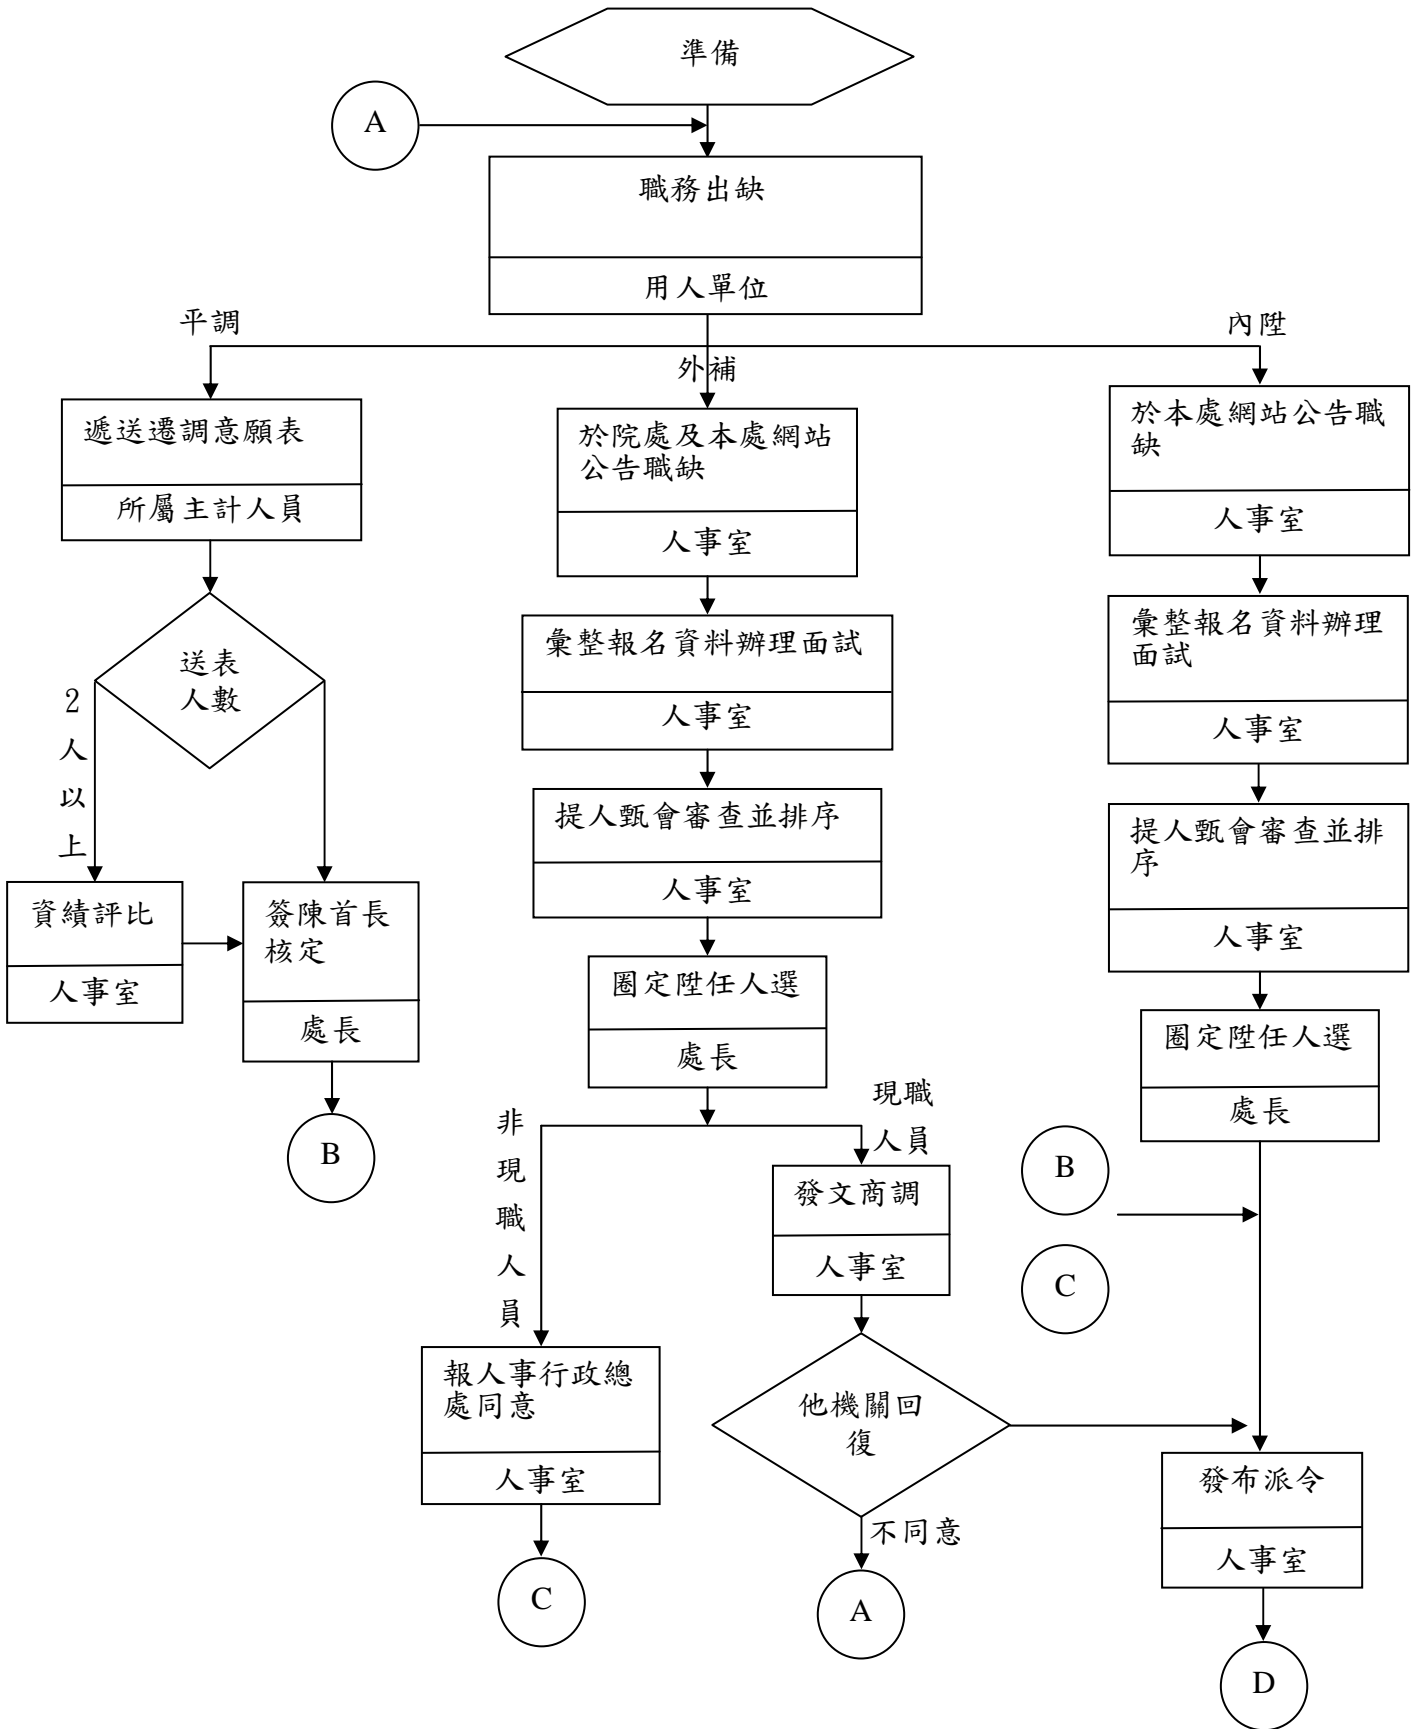 準備
A
職務出缺
用人單位
平調
外補
內陞
遞送遷調意願表
所屬主計人員
送表
人數
2
人
以
上
資績評比
人事室
簽陳首長
核定
處長
B
於院處及本處網站
公告職缺
人事室
彙整報名資料辦理面試
人事室
提人甄會審查並排序
人事室
圈定陞任人選
處長
非
現
職
人
員
現職
人員
報人事行政總
處同意
人事室
C
發文商調
人事室
他機關回
復
不同意
A
於本處網站公告職
缺
人事室
彙整報名資料辦理
面試
人事室
提人甄會審查並排
序
人事室
圈定陞任人選
處長
B
C
發布派令
人事室
D